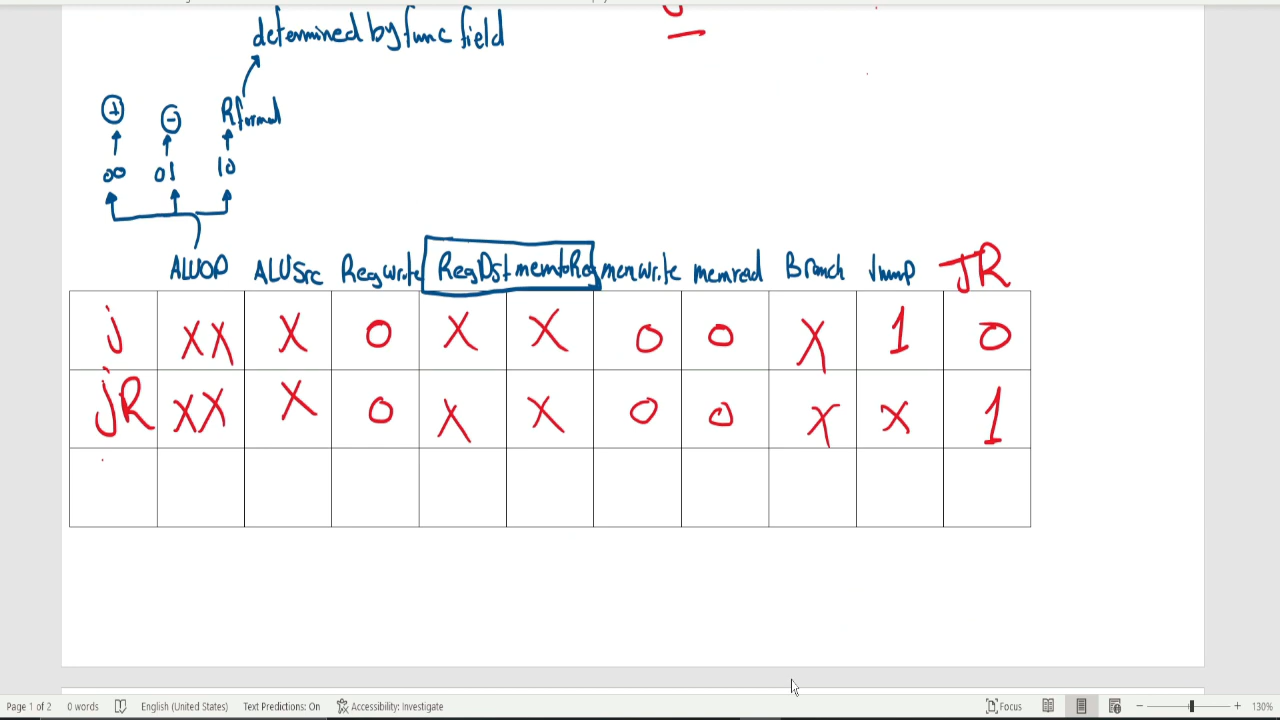 determined by func field
+ - R format
00 01 10
ALUOP ALUSrc RegWrite RegDst memtoReg memWrite memread Branch Jump JR
j XX X 0 X X 0 0 X 1 0
jR XX X 0 X X 0 0 X X 1
Page 1 of 2 0 words English (United States) Text Predictions: On Accessibility: Investigate Focus 130%